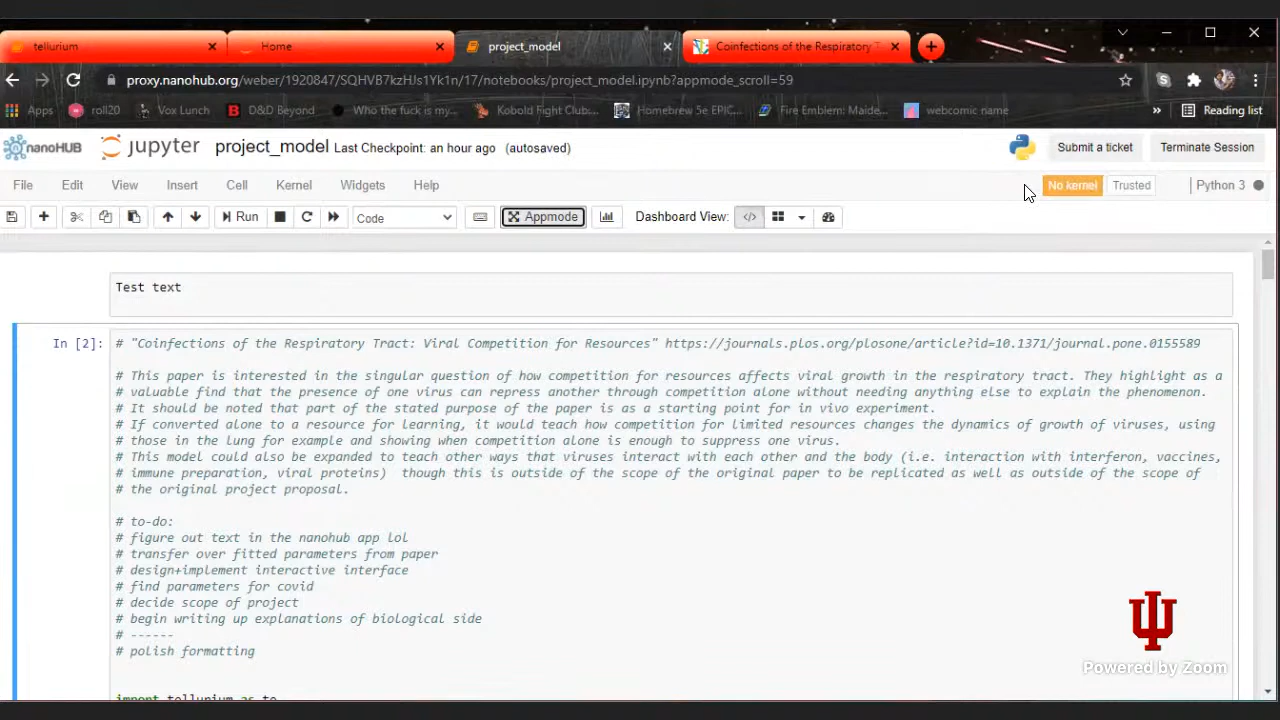 tellurium
Home
project_model
Coinfections of the Respiratory T
proxy.nanohub.org/weber/1920847/SQHVB7kzHJs1Yk1n/17/notebooks/project_model.ipynb?appmode_scroll=59
Apps
roll20
Vox Lunch
D&D Beyond
Who the fuck is my...
Kobold Fight Club:...
Homebrew 5e EPIC...
Fire Emblem: Maide...
webcomic name
»
Reading list
nanoHUB
jupyter
project_model Last Checkpoint: an hour ago (autosaved)
Submit a ticket
Terminate Session
File
Edit
View
Insert
Cell
Kernel
Widgets
Help
No kernel
Trusted
Python 3
Run
Code
Appmode
Dashboard View:
Test text
In [2]:
# "Coinfections of the Respiratory Tract: Viral Competition for Resources" https://journals.plos.org/plosone/article?id=10.1371/journal.pone.0155589
# This paper is interested in the singular question of how competition for resources affects viral growth in the respiratory tract. They highlight as a
# valuable find that the presence of one virus can repress another through competition alone without needing anything else to explain the phenomenon.
# It should be noted that part of the stated purpose of the paper is as a starting point for in vivo experiment.
# If converted alone to a resource for learning, it would teach how competition for limited resources changes the dynamics of growth of viruses, using
# those in the lung for example and showing when competition alone is enough to suppress one virus.
# This model could also be expanded to teach other ways that viruses interact with each other and the body (i.e. interaction with interferon, vaccines,
# immune preparation, viral proteins)  though this is outside of the scope of the original paper to be replicated as well as outside of the scope of
# the original project proposal.
# to-do:
# figure out text in the nanohub app lol
# transfer over fitted parameters from paper
# design+implement interactive interface
# find parameters for covid
# decide scope of project
# begin writing up explanations of biological side
# ------
# polish formatting
import tellurium as te
Powered by Zoom